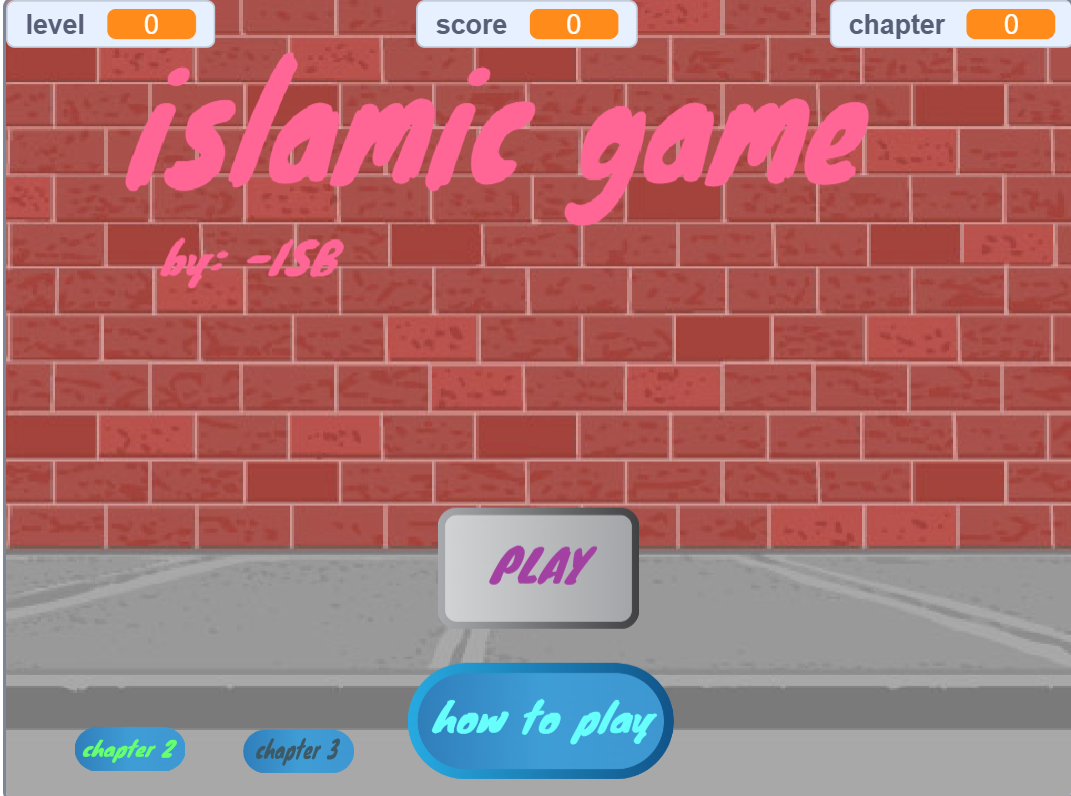 level 0 score 0 chapter 0
islamic game
by: -ISB
PLAY
how to play
chapter 2 chapter 3